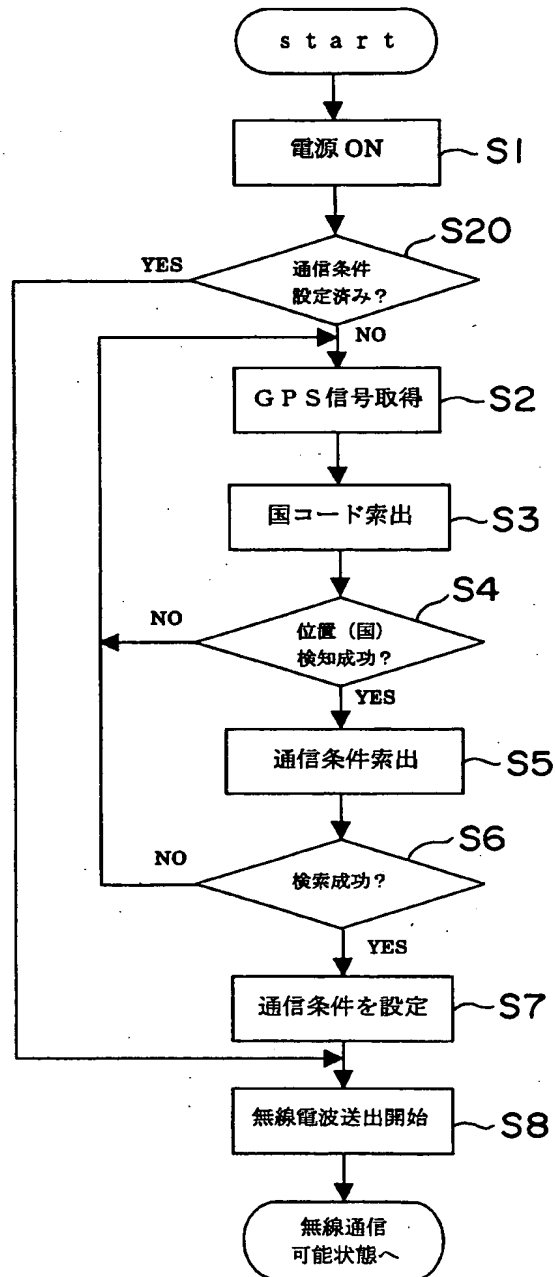 start
電源ON
S1
S20
YES
通信条件
設定済み？
NO
GPS信号取得
S2
国コード索出
S3
S4
NO
位置（国）
検知成功？
YES
通信条件索出
S5
S6
NO
検索成功？
YES
通信条件を設定
S7
無線電波送出開始
S8
無線通信
可能状態へ